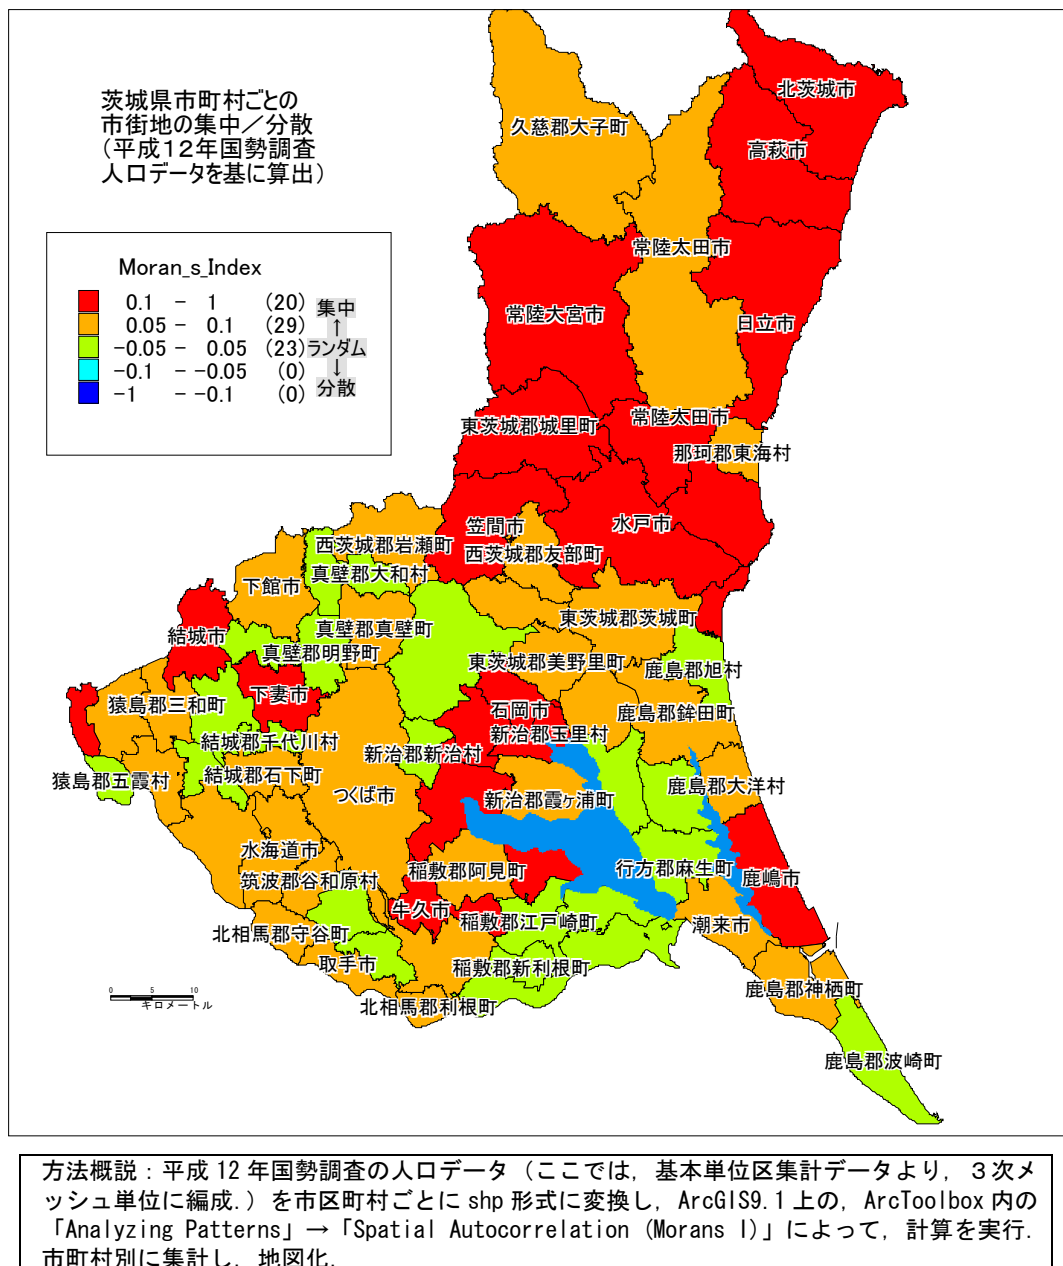 茨城県市町村ごとの
市街地の集中／分散
（平成１２年国勢調査
人口データを基に算出）
Moran_s_Index
0.1 - 1 (20)
0.05 - 0.1 (29)
-0.05 - 0.05 (23)
-0.1 - -0.05 (0)
-1 - -0.1 (0)
集中
↑
ランダム
↓
分散
北茨城市
久慈郡大子町
高萩市
常陸太田市
常陸大宮市
日立市
常陸太田市
東茨城郡城里町
那珂郡東海村
水戸市
笠間市
西茨城郡岩瀬町
西茨城郡友部町
真壁郡大和村
下館市
東茨城郡茨城町
真壁郡真壁町
結城市
真壁郡明野町
東茨城郡美野里町
鹿島郡旭村
下妻市
猿島郡三和町
石岡市
鹿島郡鉾田町
新治郡玉里村
結城郡千代川村
新治郡新治村
猿島郡五霞村
結城郡石下町
鹿島郡大洋村
つくば市
新治郡霞ヶ浦町
水海道市
稲敷郡阿見町
行方郡麻生町
鹿嶋市
筑波郡谷和原村
牛久市
稲敷郡江戸崎町
潮来市
北相馬郡守谷町
取手市
稲敷郡新利根町
鹿島郡神栖町
北相馬郡利根町
鹿島郡波崎町
0 5 10
キロメートル
方法概説：平成 12 年国勢調査の人口データ（ここでは，基本単位区集計データより，３次メ
ッシュ単位に編成．）を市区町村ごとに shp 形式に変換し，ArcGIS9.1 上の，ArcToolbox 内の
「Analyzing Patterns」→「Spatial Autocorrelation (Morans I)」によって，計算を実行．
市町村別に集計し，地図化．